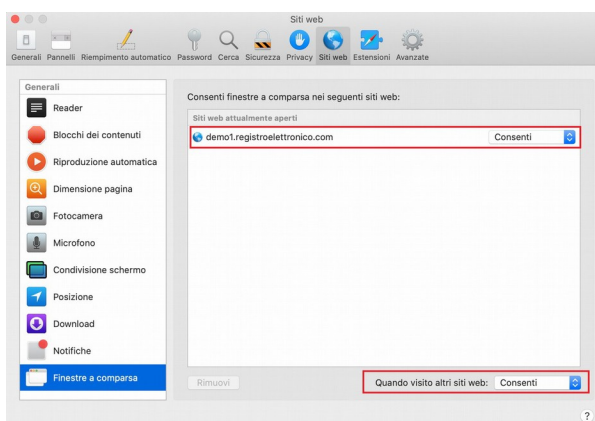 Siti web
Generali Pannelli Riempimento automatico Password Cerca Sicurezza Privacy Siti web Estensioni Avanzate
Generali
Reader
Blocchi dei contenuti
Riproduzione automatica
Dimensione pagina
Fotocamera
Microfono
Condivisione schermo
Posizione
Download
Notifiche
Finestre a comparsa
Consenti finestre a comparsa nei seguenti siti web:
Siti web attualmente aperti
demo1.registroelettronico.com Consenti
Rimuovi Quando visito altri siti web: Consenti
?